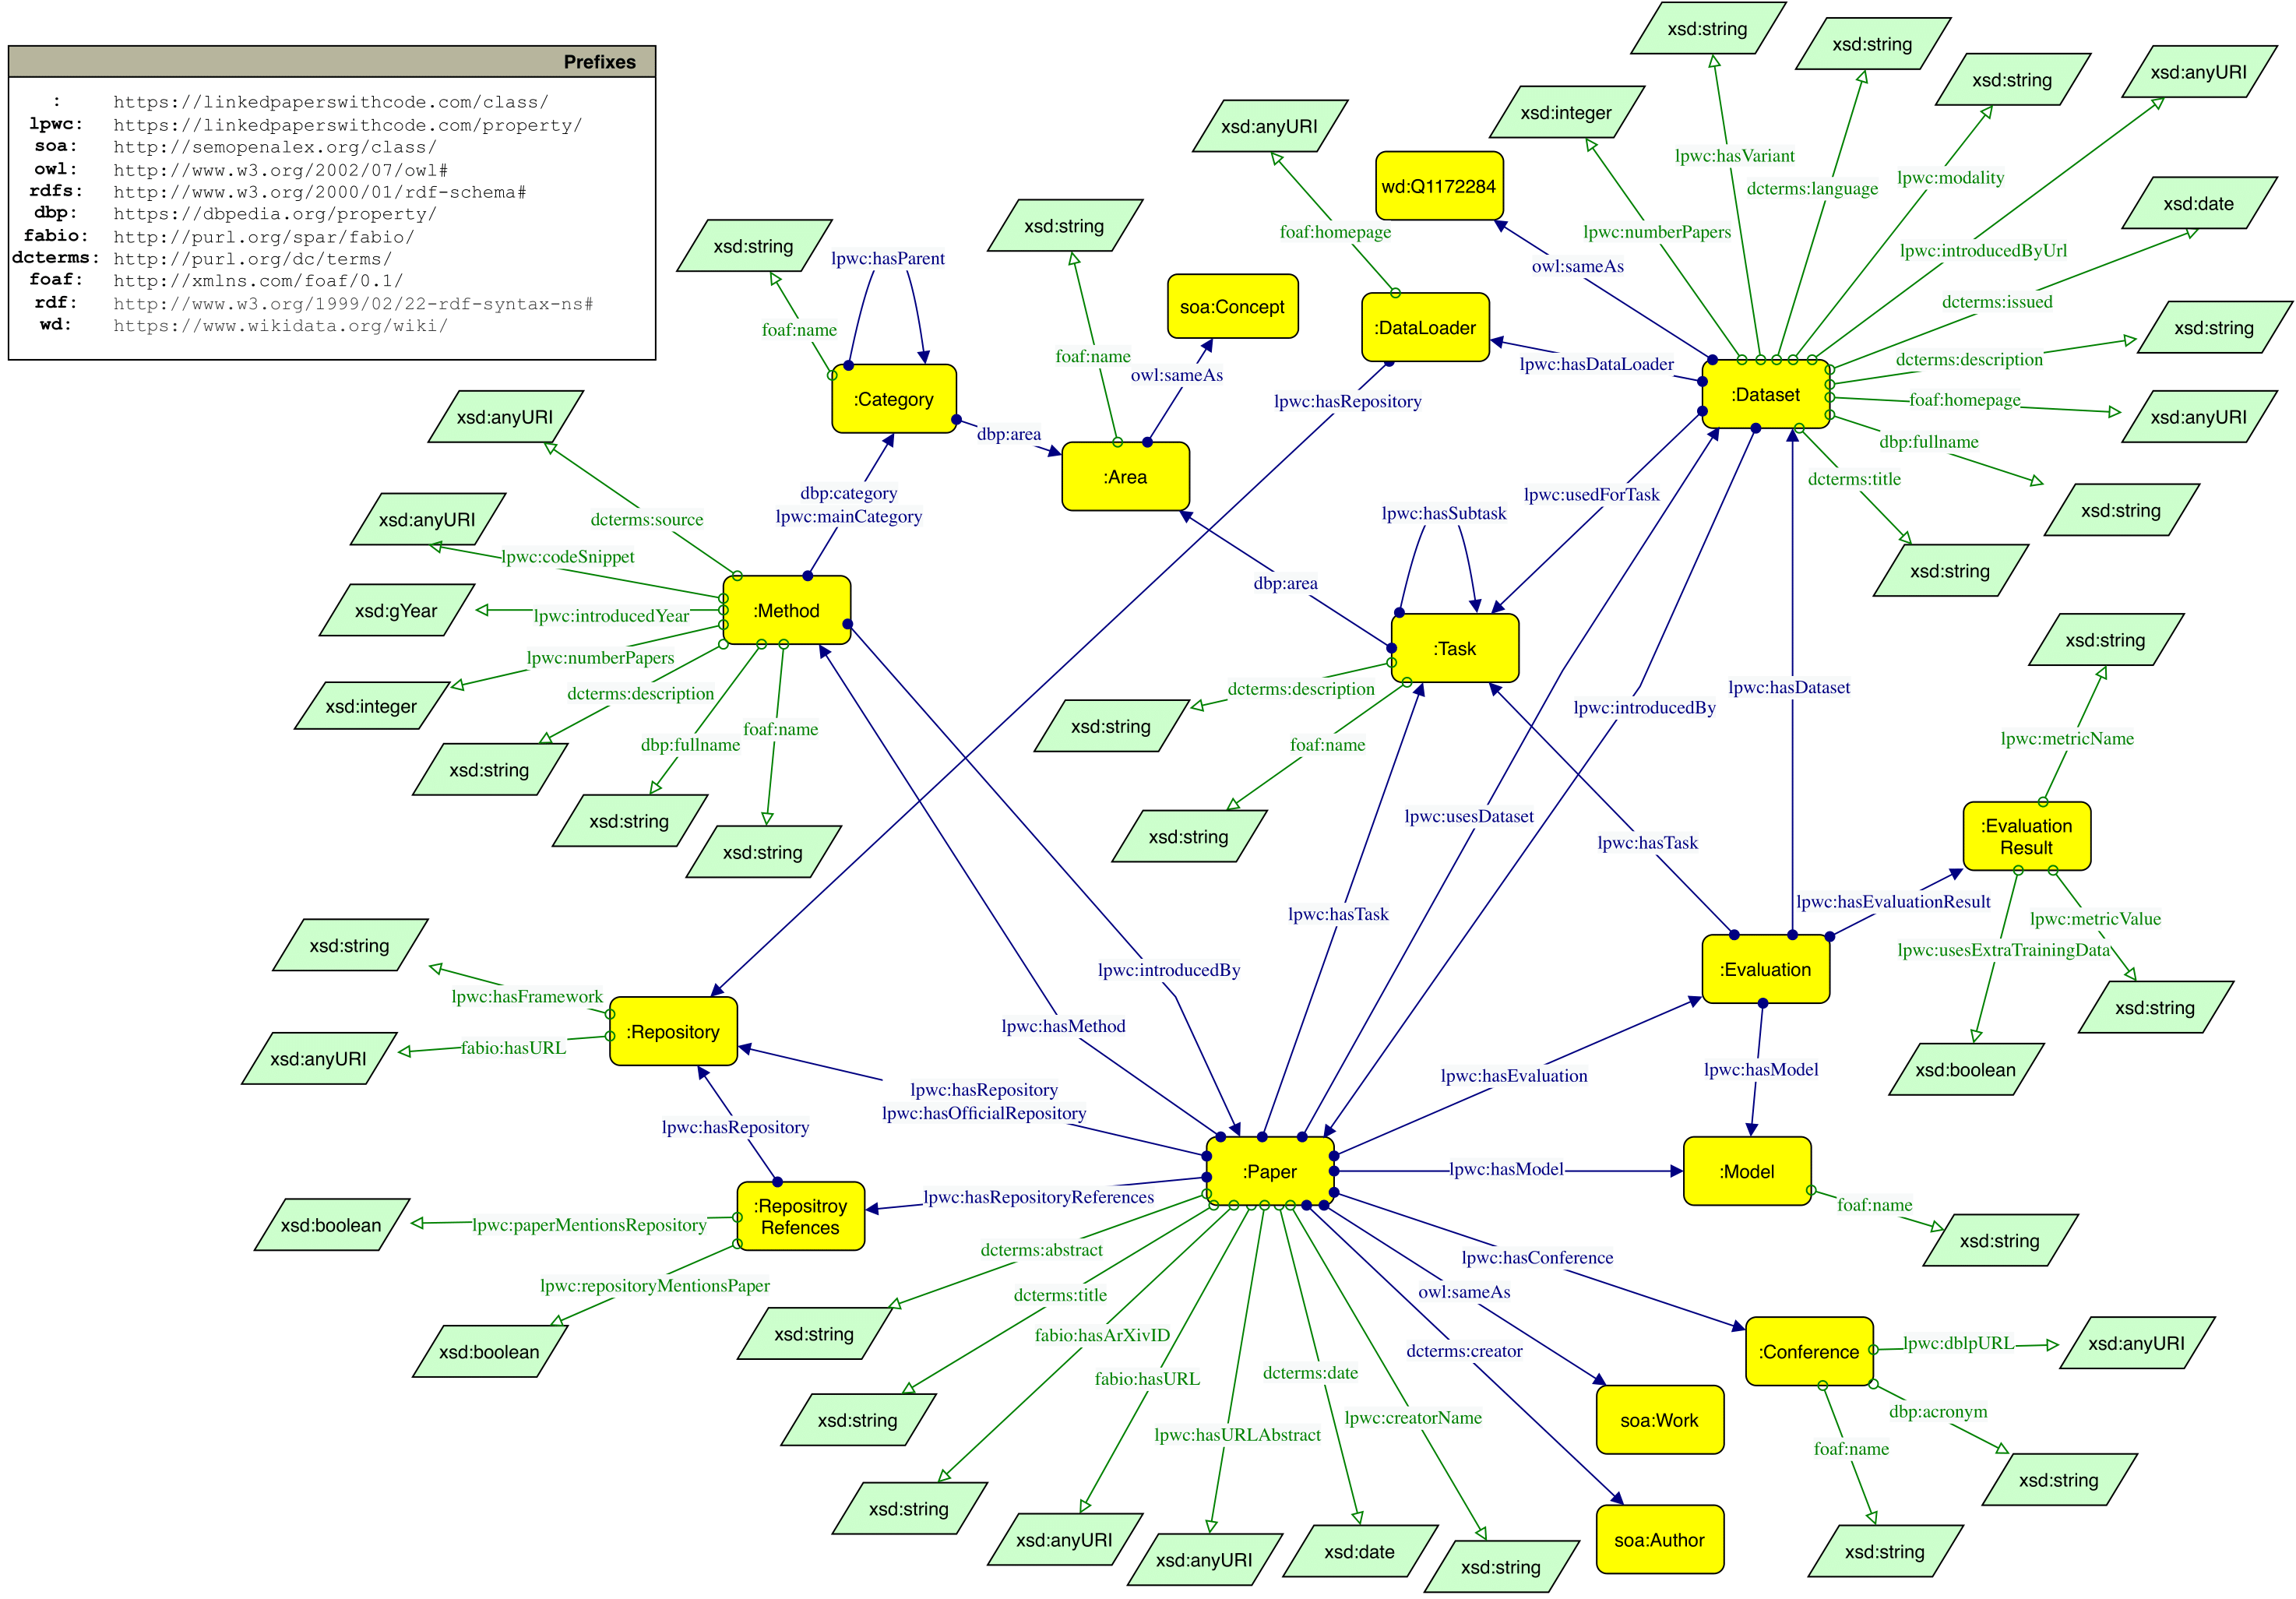 Prefixes
: https://linkedpaperswithcode.com/class/
lpwc: https://linkedpaperswithcode.com/property/
soa: http://semopenalex.org/class/
owl: http://www.w3.org/2002/07/owl#
rdfs: http://www.w3.org/2000/01/rdf-schema#
dbp: https://dbpedia.org/property/
fabio: http://purl.org/spar/fabio/
dcterms: http://purl.org/dc/terms/
foaf: http://xmlns.com/foaf/0.1/
rdf: http://www.w3.org/1999/02/22-rdf-syntax-ns#
wd: https://www.wikidata.org/wiki/
xsd:string
xsd:string
xsd:string
xsd:anyURI
xsd:integer
xsd:anyURI
lpwc:hasVariant
dcterms:language
lpwc:modality
wd:Q1172284
xsd:date
xsd:string
xsd:string
foaf:homepage
lpwc:numberPapers
lpwc:introducedByUrl
lpwc:hasParent
owl:sameAs
dcterms:issued
soa:Concept
:DataLoader
xsd:string
foaf:name
foaf:name
lpwc:hasDataLoader
dcterms:description
owl:sameAs
:Category
lpwc:hasRepository
:Dataset
foaf:homepage
xsd:anyURI
xsd:anyURI
dbp:area
dbp:fullname
:Area
dcterms:title
dbp:category
lpwc:mainCategory
lpwc:usedForTask
xsd:string
lpwc:hasSubtask
dcterms:source
xsd:anyURI
lpwc:codeSnippet
xsd:string
dbp:area
xsd:gYear
lpwc:introducedYear
:Method
:Task
xsd:string
lpwc:numberPapers
dcterms:description
dcterms:description
lpwc:hasDataset
xsd:integer
lpwc:introducedBy
xsd:string
foaf:name
dbp:fullname
foaf:name
lpwc:metricName
xsd:string
xsd:string
xsd:string
xsd:string
lpwc:usesDataset
lpwc:hasTask
:Evaluation
Result
lpwc:hasTask
lpwc:hasEvaluationResult
lpwc:metricValue
xsd:string
lpwc:usesExtraTrainingData
lpwc:introducedBy
:Evaluation
lpwc:hasFramework
xsd:string
:Repository
lpwc:hasMethod
xsd:anyURI
fabio:hasURL
lpwc:hasRepository
lpwc:hasOfficialRepository
lpwc:hasEvaluation
lpwc:hasModel
xsd:boolean
lpwc:hasRepository
:Paper
lpwc:hasModel
:Model
lpwc:hasRepositoryReferences
:Repositroy
Refences
foaf:name
xsd:boolean
lpwc:paperMentionsRepository
xsd:string
dcterms:abstract
lpwc:hasConference
lpwc:repositoryMentionsPaper
dcterms:title
owl:sameAs
xsd:string
fabio:hasArXivID
xsd:boolean
dcterms:creator
:Conference
lpwc:dblpURL
xsd:anyURI
fabio:hasURL
dcterms:date
xsd:string
lpwc:creatorName
soa:Work
dbp:acronym
lpwc:hasURLAbstract
foaf:name
xsd:string
xsd:string
xsd:anyURI
xsd:anyURI
xsd:date
xsd:string
soa:Author
xsd:string